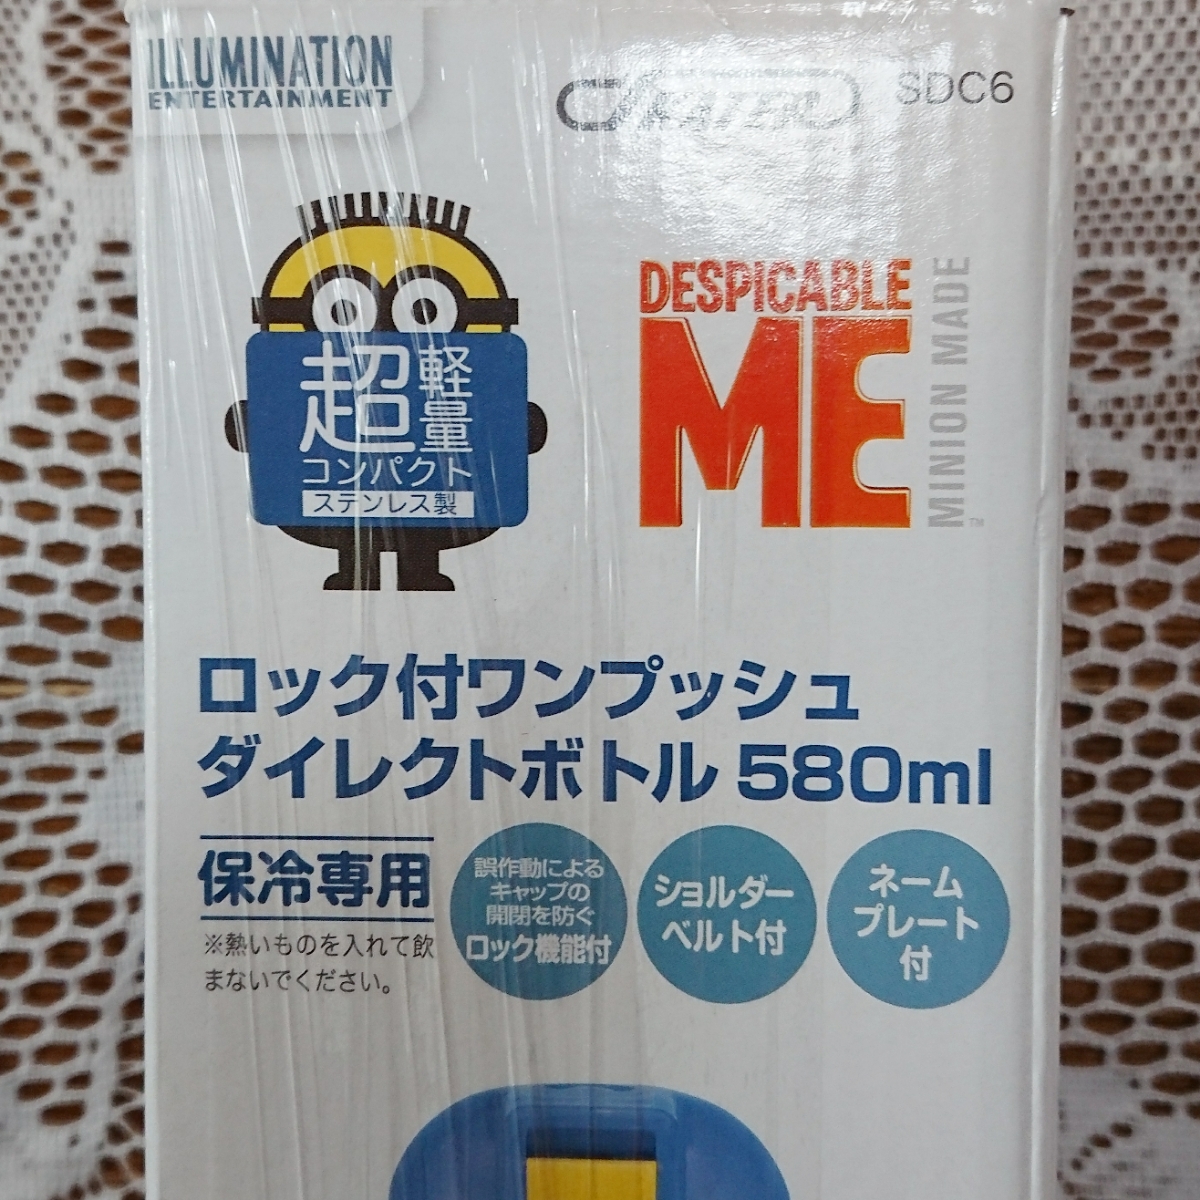 ILLUMINATION
ENTERTAINMENT
SKATER
SDC6
超軽量
コンパクト
ステンレス製
DESPICABLE
ME
MINION MADE
TM
ロック付ワンプッシュ
ダイレクトボトル 580ml
保冷専用
※熱いものを入れて飲
まないでください。
誤作動による
キャップの
開閉を防ぐ
ロック機能付
ショルダー
ベルト付
ネーム
プレート
付